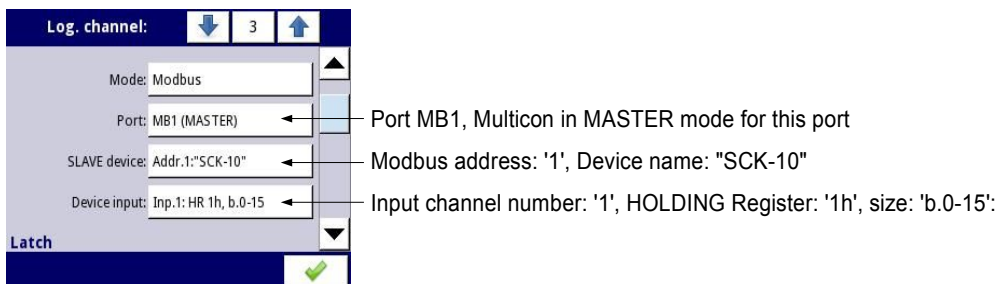 Log. channel: 3
Mode: Modbus
Port: MB1 (MASTER)
Port MB1, Multicon in MASTER mode for this port
SLAVE device: Addr.1:"SCK-10"
Modbus address: '1', Device name: "SCK-10"
Device input: Inp.1: HR 1h, b.0-15
Input channel number: '1', HOLDING Register: '1h', size: 'b.0-15':
Latch